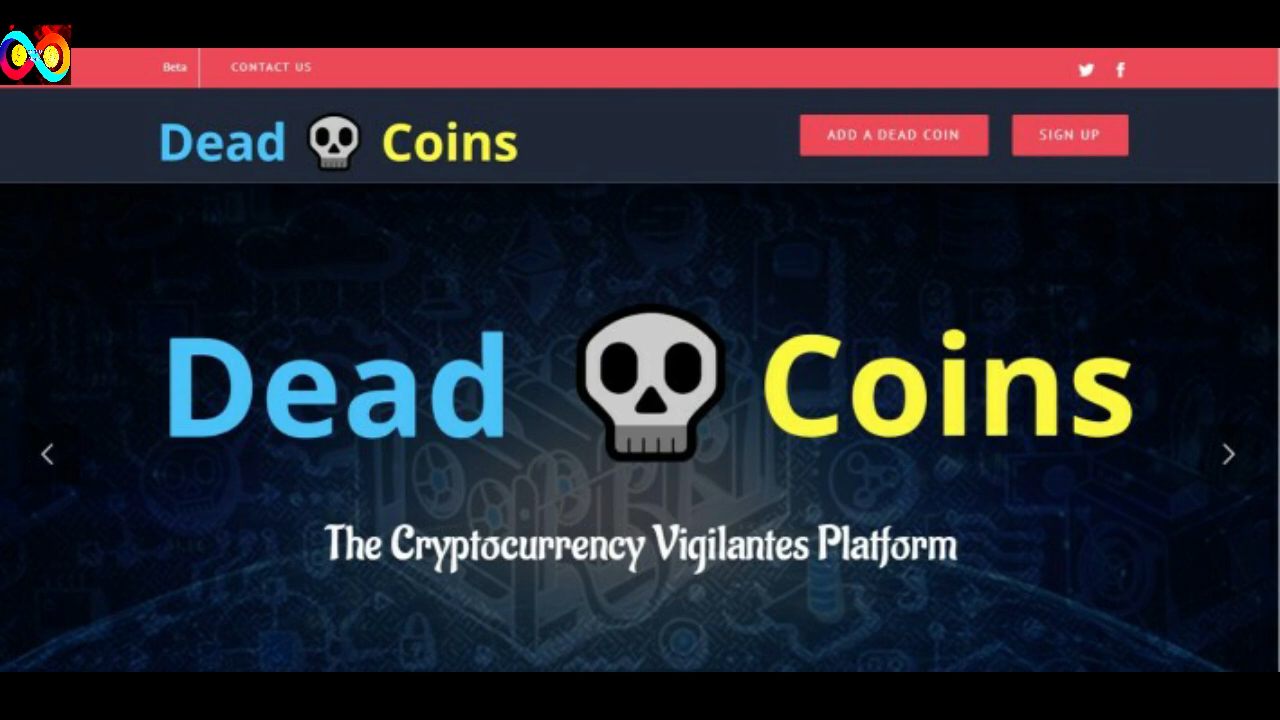 Beta
CONTACT US
Dead Coins
ADD A DEAD COIN
SIGN UP
Dead Coins
The Cryptocurrency Vigilantes Platform